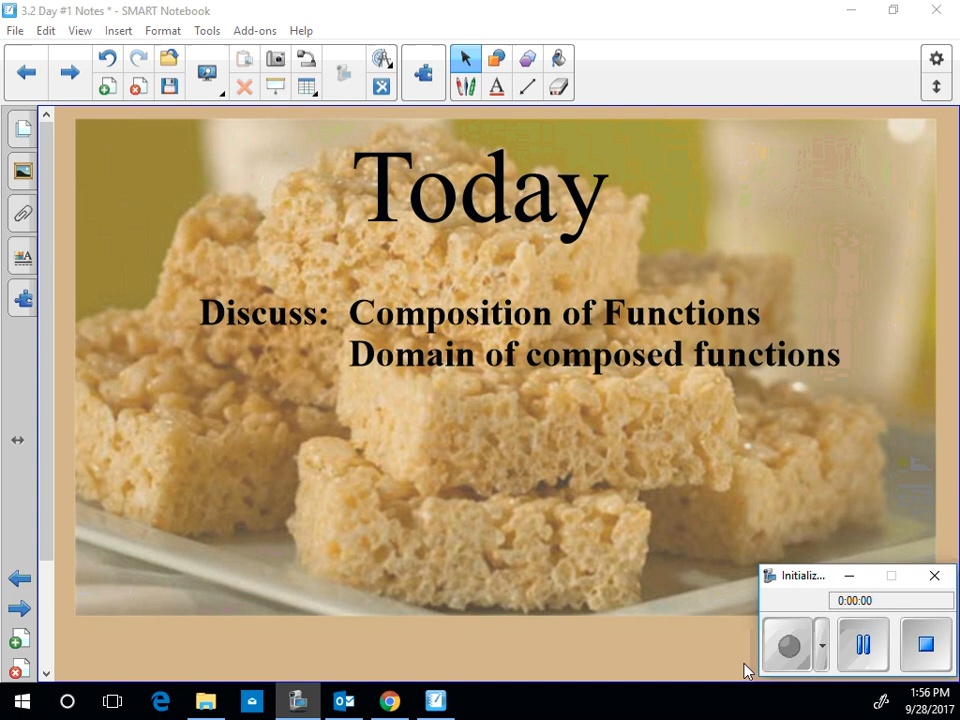 3.2 Day #1 Notes * - SMART Notebook
File Edit View Insert Format Tools Add-ons Help
Today
Discuss: Composition of Functions
Domain of composed functions
Initializ...
0:00:00
1:56 PM
9/28/2017